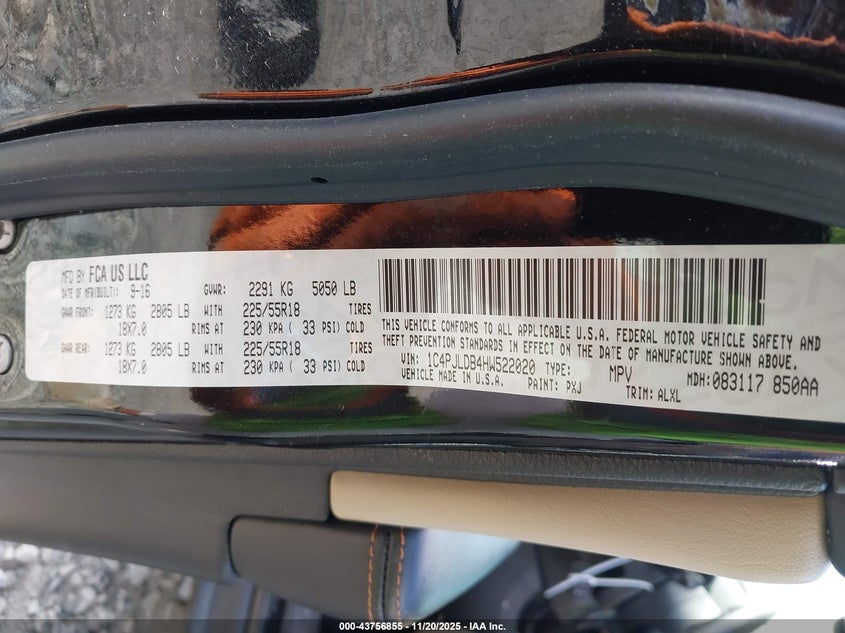 MFD BY FCA US LLC
DATE OF MFR(BUILT): 9-16 GVWR: 2291 KG 5050 LB
GAWR FRONT: 1273 KG 2805 LB WITH 225/55R18 TIRES
18X7.0 RIMS AT 230 KPA ( 33 PSI) COLD
GAWR REAR: 1273 KG 2805 LB WITH 225/55R18 TIRES
18X7.0 RIMS AT 230 KPA ( 33 PSI) COLD
THIS VEHICLE CONFORMS TO ALL APPLICABLE U.S.A. FEDERAL MOTOR VEHICLE SAFETY AND
THEFT PREVENTION STANDARDS IN EFFECT ON THE DATE OF MANUFACTURE SHOWN ABOVE.
VIN: 1C4PJLDB4HW522020 TYPE: MPV MDH: 083117 850AA
VEHICLE MADE IN U.S.A. PAINT: PXJ TRIM: ALXL
000-43756855 - 11/20/2025 - IAA Inc.